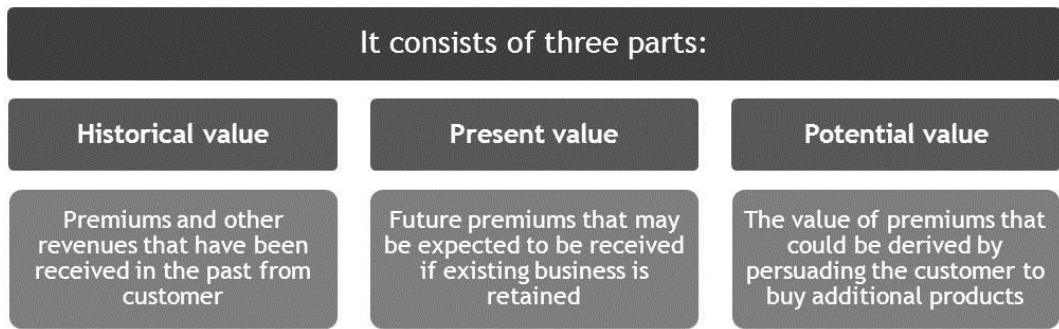 It consists of three parts:
Historical value
Present value
Potential value
Premiums and other
revenues that have been
received in the past from
customer
Future premiums that may
be expected to be received
if existing business is
retained
The value of premiums that
could be derived by
persuading the customer to
buy additional products